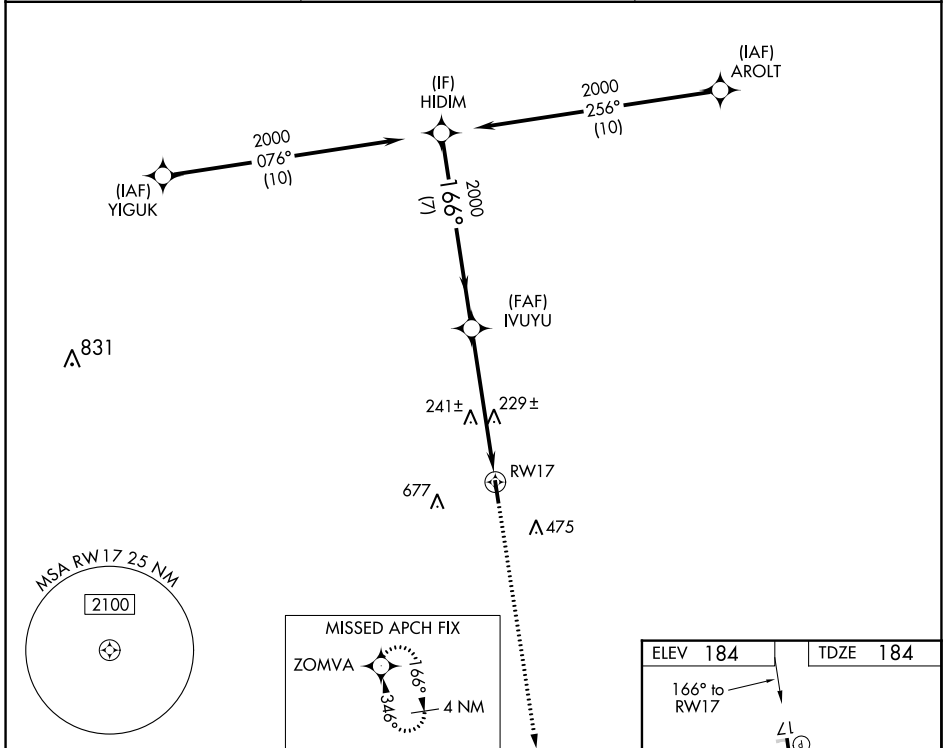 (IAF)
AROLT
2000
256°
(10)
(IF)
HIDIM
2000
076°
(10)
(IAF)
YIGUK
2000
166°
(7)
(FAF)
IVUYU
831
241±
229±
RW17
677
475
MSA RW17 25 NM
2100
MISSED APCH FIX
ZOMVA
166°
346°
4 NM
ELEV 184
TDZE 184
166° to
RW17
17
P